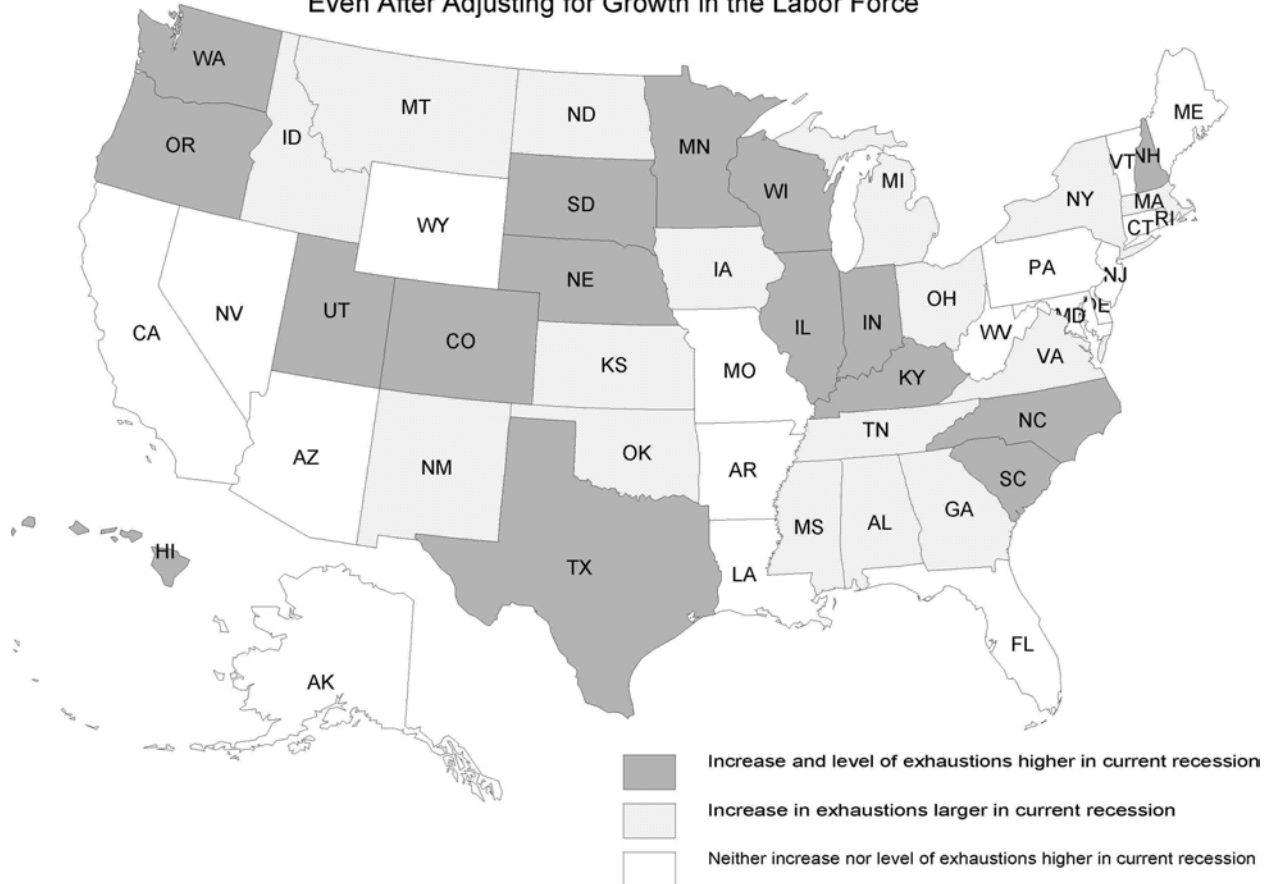 Even After Adjusting for Growth in the Labor Force
WA
MT
ND
MN
ME
OR
ID
VT
NH
WI
MI
SD
NY
MA
WY
CT
RI
IA
PA
NE
NJ
OH
DE
UT
NV
IL
IN
MD
CA
CO
WV
VA
KS
MO
KY
NC
TN
AZ
NM
OK
AR
SC
MS
AL
GA
HI
TX
LA
FL
AK
Increase and level of exhaustions higher in current recession
Increase in exhaustions larger in current recession
Neither increase nor level of exhaustions higher in current recession